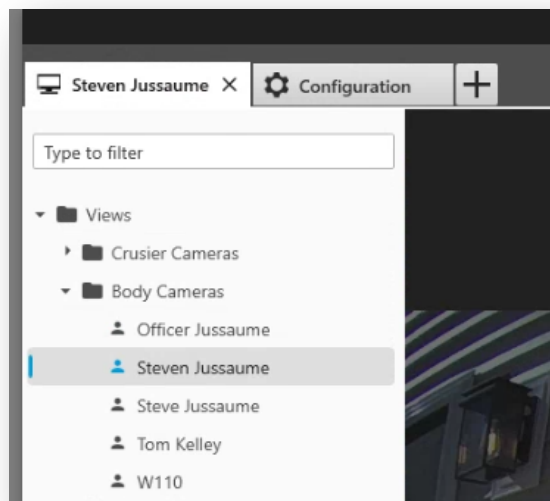 Steven Jussaume
Configuration
Type to filter
Views
Crusier Cameras
Body Cameras
Officer Jussaume
Steven Jussaume
Steve Jussaume
Tom Kelley
W110